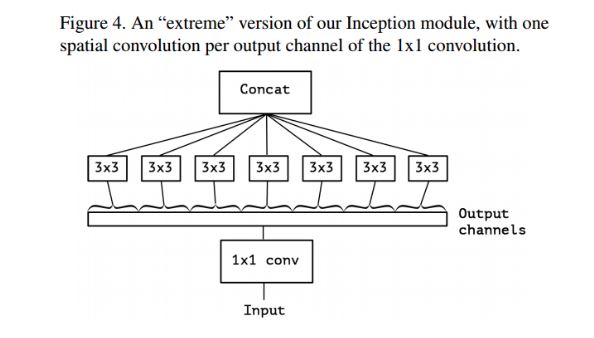 Figure 4. An “extreme” version of our Inception module, with one
spatial convolution per output channel of the 1x1 convolution.
Concat
3x3 3x3 3x3 3x3 3x3 3x3 3x3
Output
channels
1x1 conv
Input